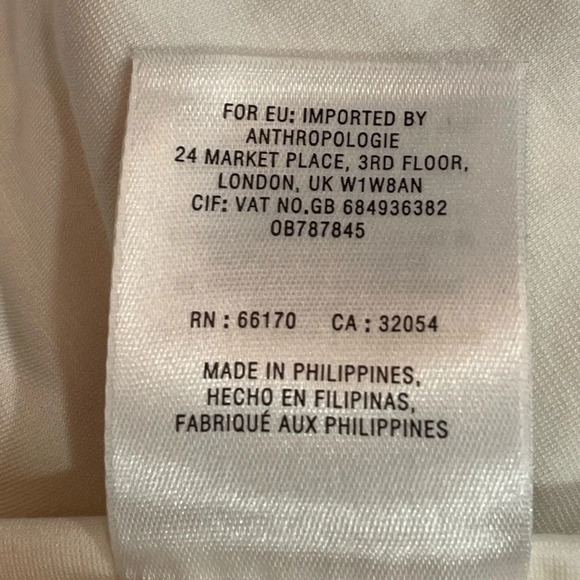 FOR EU: IMPORTED BY
ANTHROPOLOGIE
24 MARKET PLACE, 3RD FLOOR,
LONDON, UK W1W8AN
CIF: VAT NO.GB 684936382
OB787845
RN : 66170 CA : 32054
MADE IN PHILIPPINES,
HECHO EN FILIPINAS,
FABRIQUÉ AUX PHILIPPINES